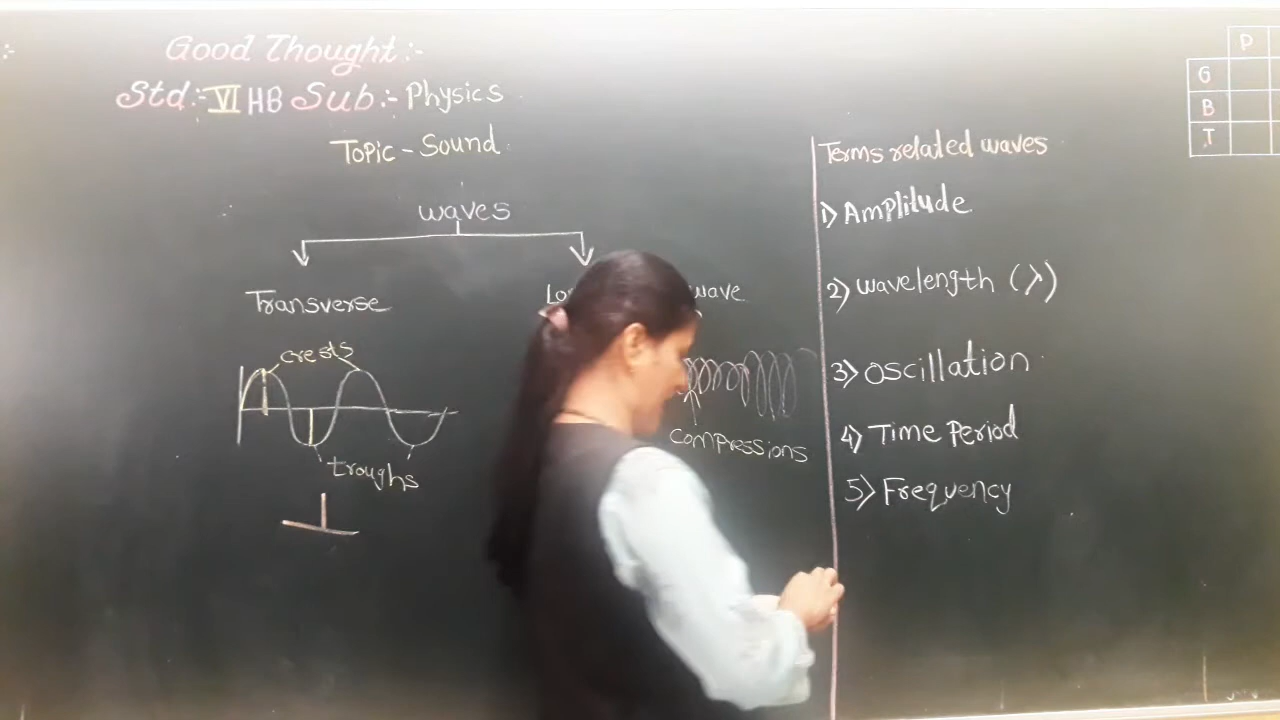 Good Thought:-
Std:- VI HB Sub:- Physics
Topic - Sound
waves
Transverse
wave
crests
troughs
compressions
Terms related waves
1) Amplitude
2) wavelength (λ)
3) oscillation
4) Time Period
5) Frequency
P
G
B
T